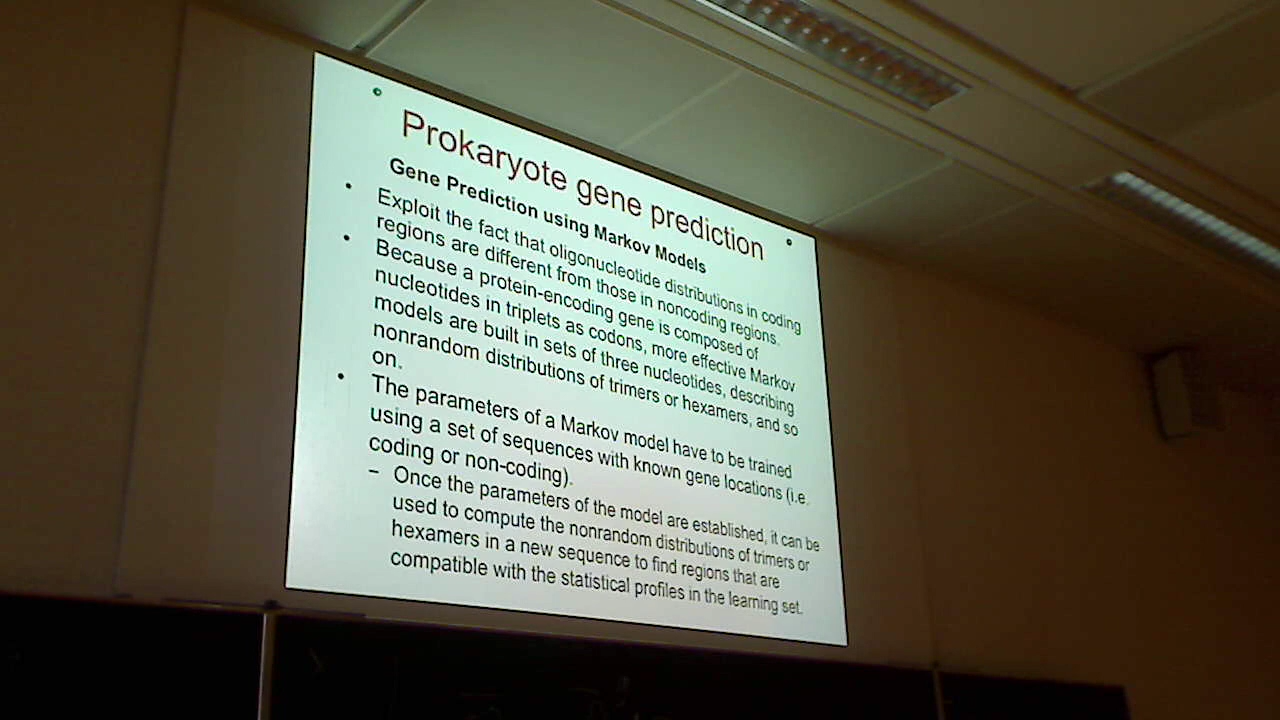 Prokaryote gene prediction
Gene Prediction using Markov Models
• Exploit the fact that oligonucleotide distributions in coding
regions are different from those in noncoding regions.
• Because a protein-encoding gene is composed of
nucleotides in triplets as codons, more effective Markov
models are built in sets of three nucleotides, describing
nonrandom distributions of trimers or hexamers, and so
on.
• The parameters of a Markov model have to be trained
using a set of sequences with known gene locations (i.e.
coding or non-coding).
– Once the parameters of the model are established, it can be
used to compute the nonrandom distributions of trimers or
hexamers in a new sequence to find regions that are
compatible with the statistical profiles in the learning set.